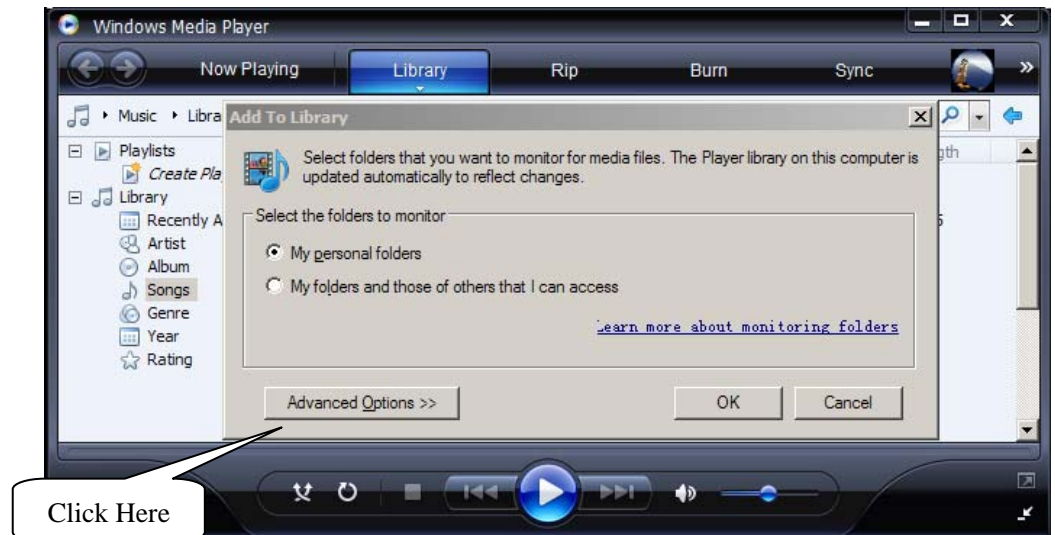 Windows Media Player
Now Playing Library Rip Burn Sync »
Music Libra
Add To Library
Playlists
Create Pla
Library
Recently A
Artist
Album
Songs
Genre
Year
Rating
gth
5
Select folders that you want to monitor for media files. The Player library on this computer is
updated automatically to reflect changes.
Select the folders to monitor
My personal folders
My folders and those of others that I can access
Learn more about monitoring folders
Advanced Options >>
OK Cancel
Click Here